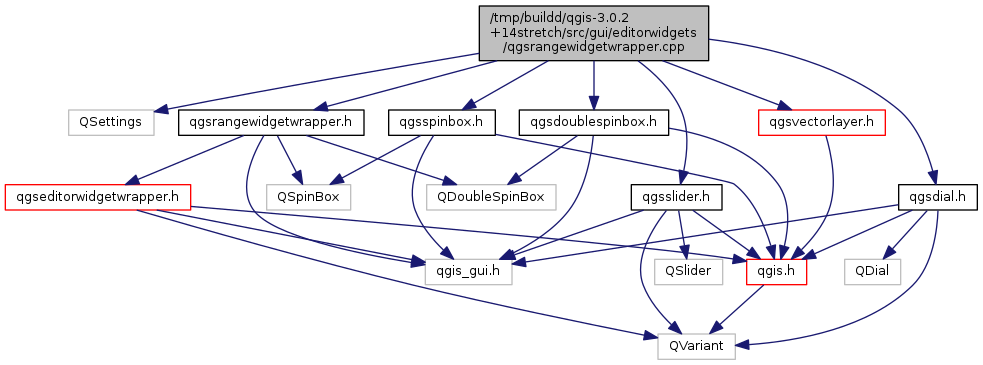 /tmp/buildd/qgis-3.0.2
+14stretch/src/gui/editorwidgets
/qgsrangewidgetwrapper.cpp
QSettings
qgsrangewidgetwrapper.h
qgsspinbox.h
qgsdoublespinbox.h
qgsvectorlayer.h
qgseditorwidgetwrapper.h
QSpinBox
QDoubleSpinBox
qgsslider.h
qgsdial.h
qgis_gui.h
QSlider
qgis.h
QDial
QVariant